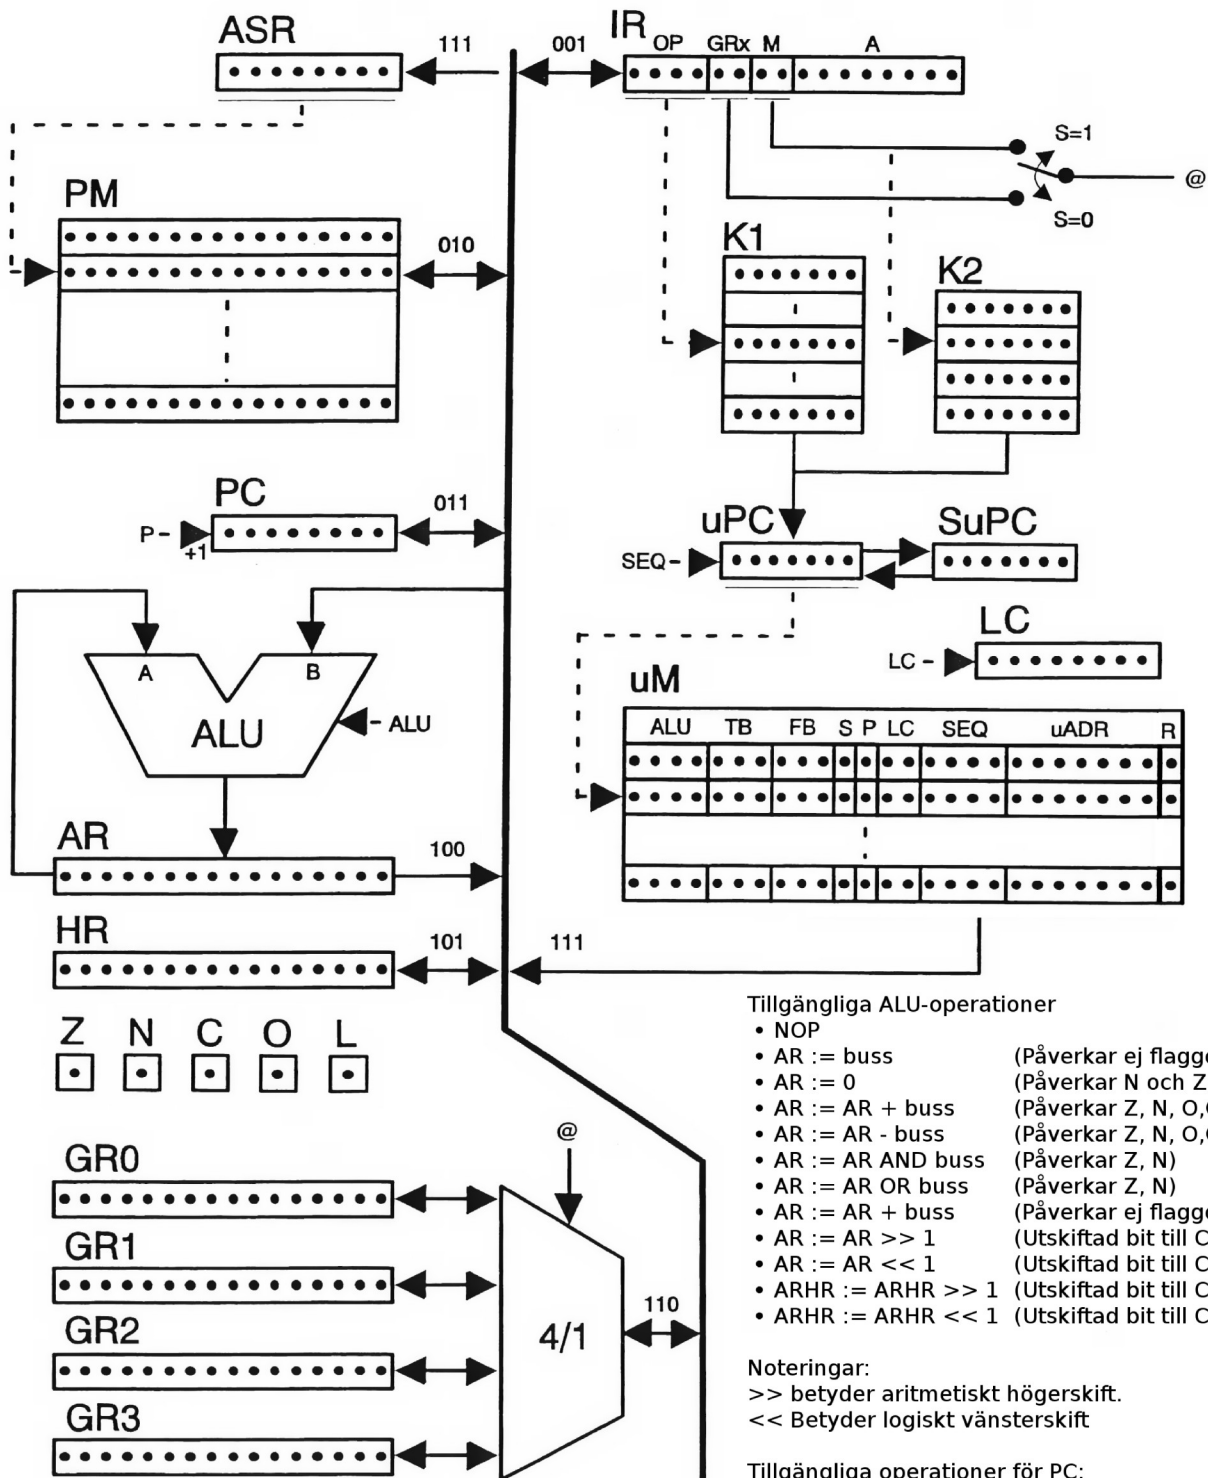 ASR
111
001
IR
OP GRx M A
S=1
@
S=0
PM
010
K1
K2
PC
011
P-
+1
uPC
SuPC
SEQ-
LC
LC -
A B
ALU
- ALU
uM
ALU TB FB S P LC SEQ uADR R
AR
100
HR
101
111
Z N C O L
Tillgängliga ALU-operationer
• NOP
• AR := buss (Påverkar ej flagg
• AR := 0 (Påverkar N och Z
• AR := AR + buss (Påverkar Z, N, O,
• AR := AR - buss (Påverkar Z, N, O,
• AR := AR AND buss (Påverkar Z, N)
• AR := AR OR buss (Påverkar Z, N)
• AR := AR + buss (Påverkar ej flagg
• AR := AR >> 1 (Utskiftad bit till C
• AR := AR << 1 (Utskiftad bit till C
• ARHR := ARHR >> 1 (Utskiftad bit till C
• ARHR := ARHR << 1 (Utskiftad bit till C
@
GR0
GR1
GR2
GR3
4/1
110
Noteringar:
>> betyder aritmetiskt högerskift.
<< Betyder logiskt vänsterskift
Tillgängliga operationer för PC: